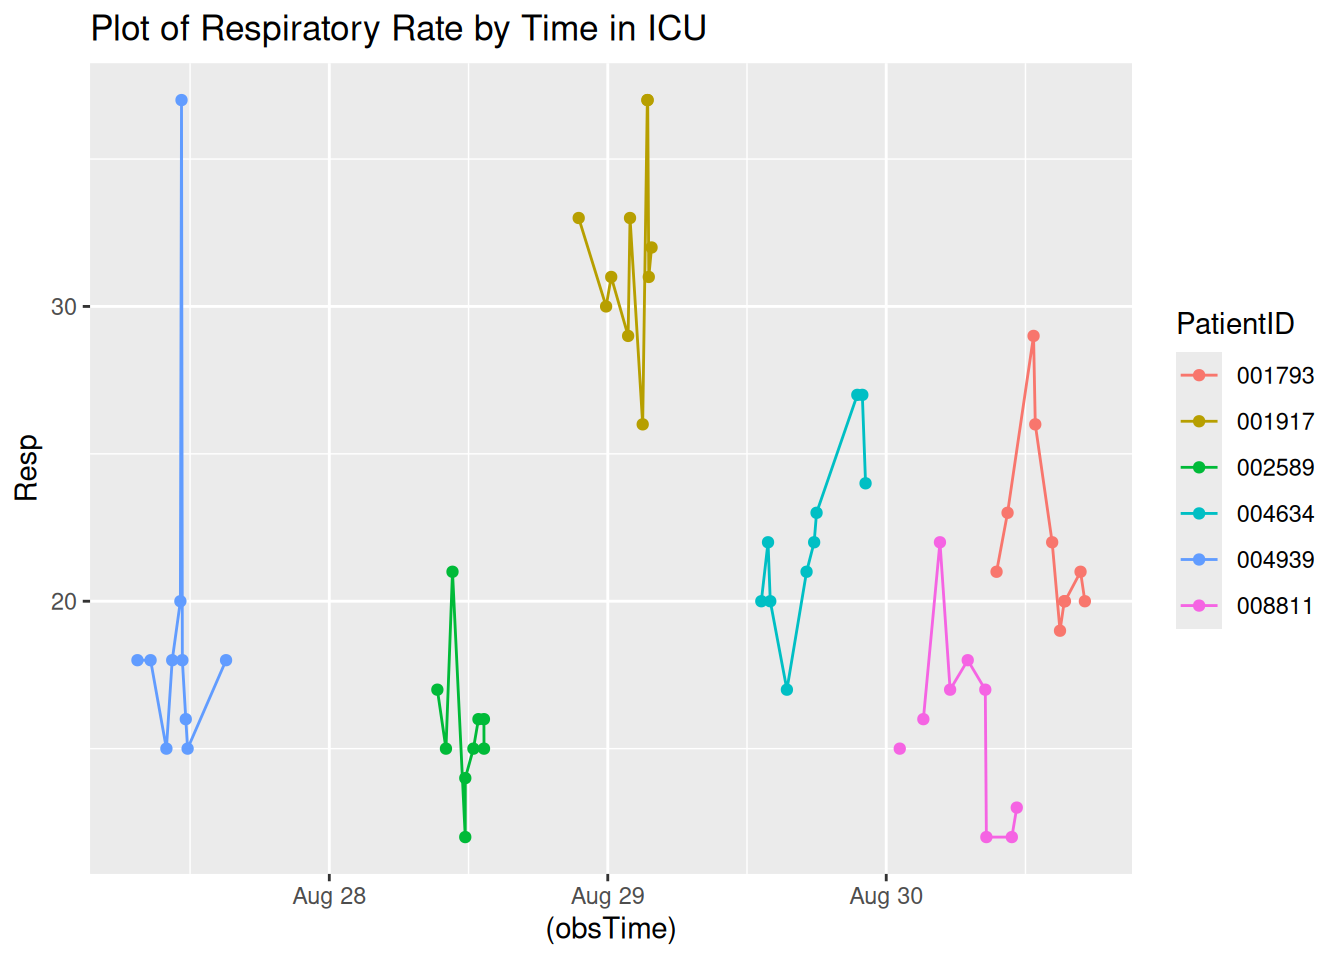 Plot of Respiratory Rate by Time in ICU
Resp
30
20
Aug 28
Aug 29
Aug 30
(obsTime)
PatientID
001793
001917
002589
004634
004939
008811